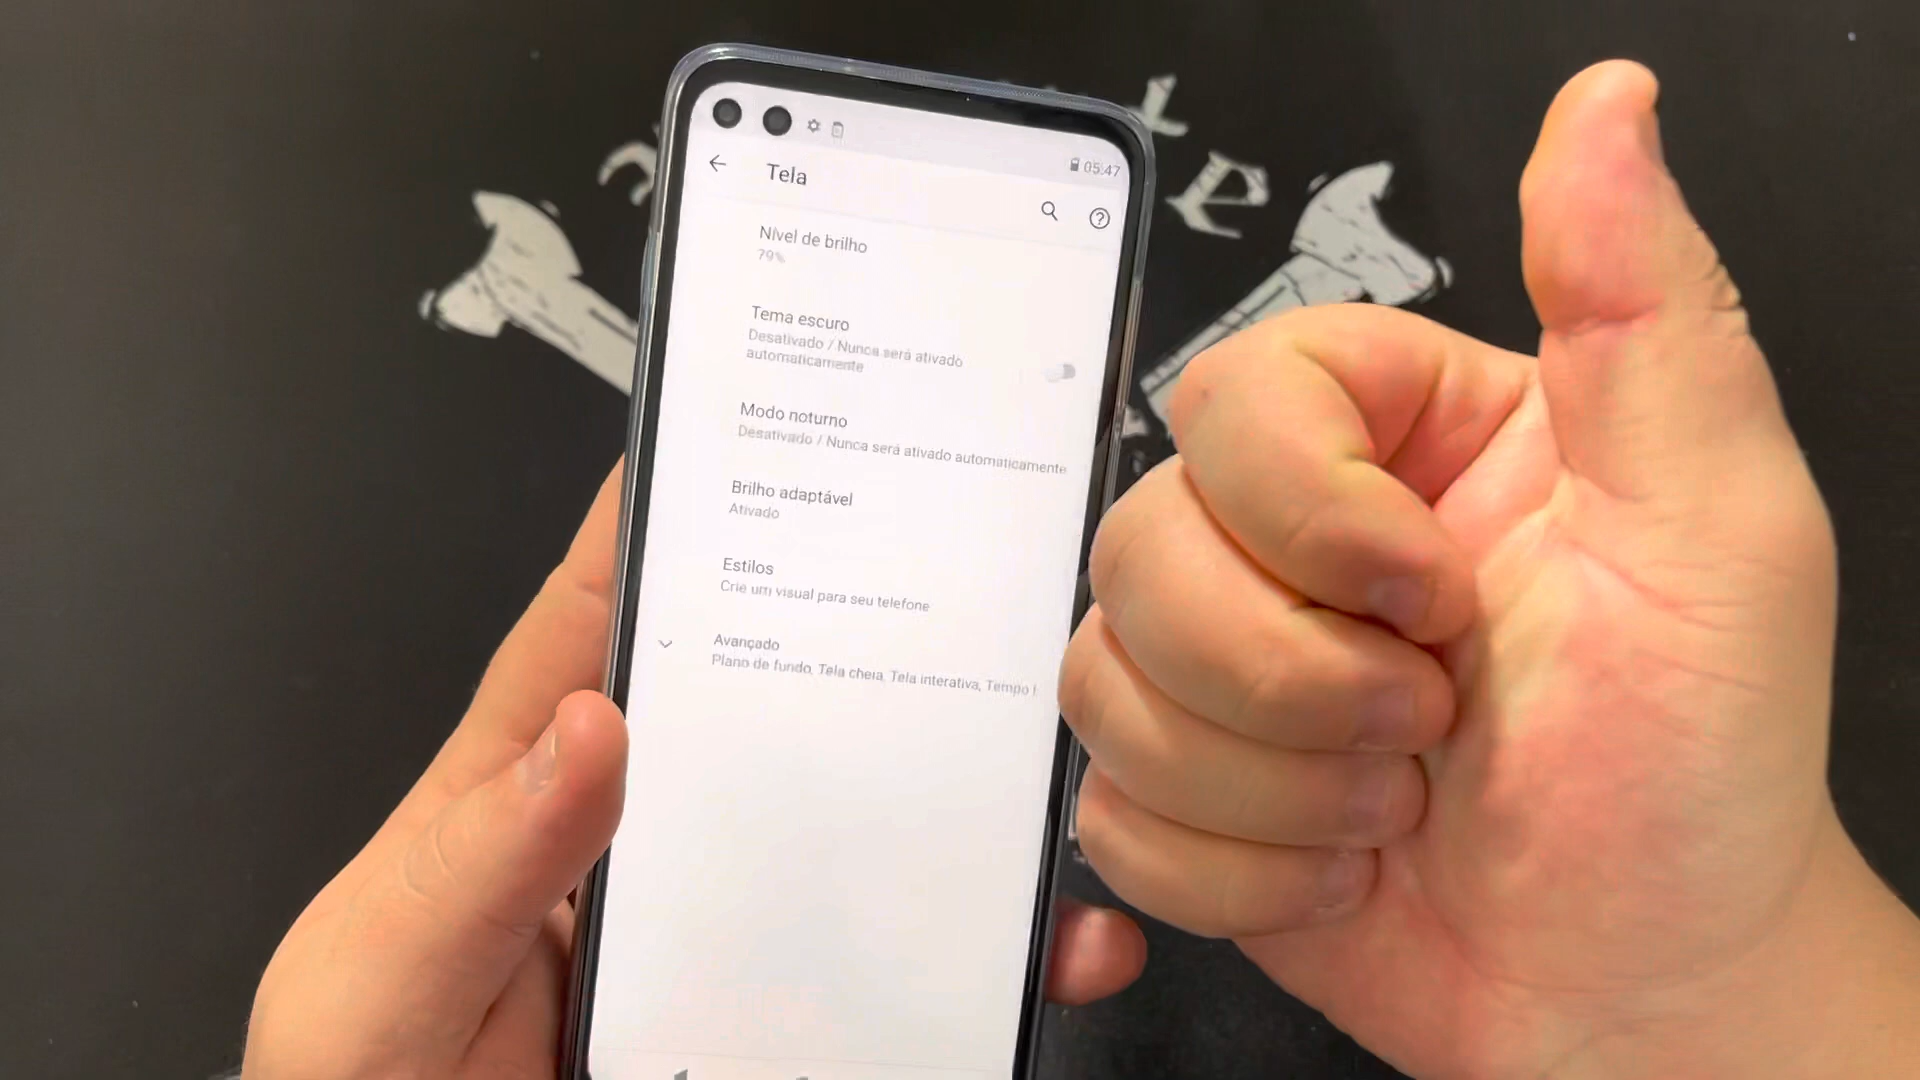 05:47
Tela
Nível de brilho
79%
Tema escuro
Desativado / Nunca será ativado
automaticamente
Modo noturno
Desativado / Nunca será ativado automaticamente
Brilho adaptável
Ativado
Estilos
Crie um visual para seu telefone
Avançado
Plano de fundo, Tela cheia, Tela interativa, Tempo